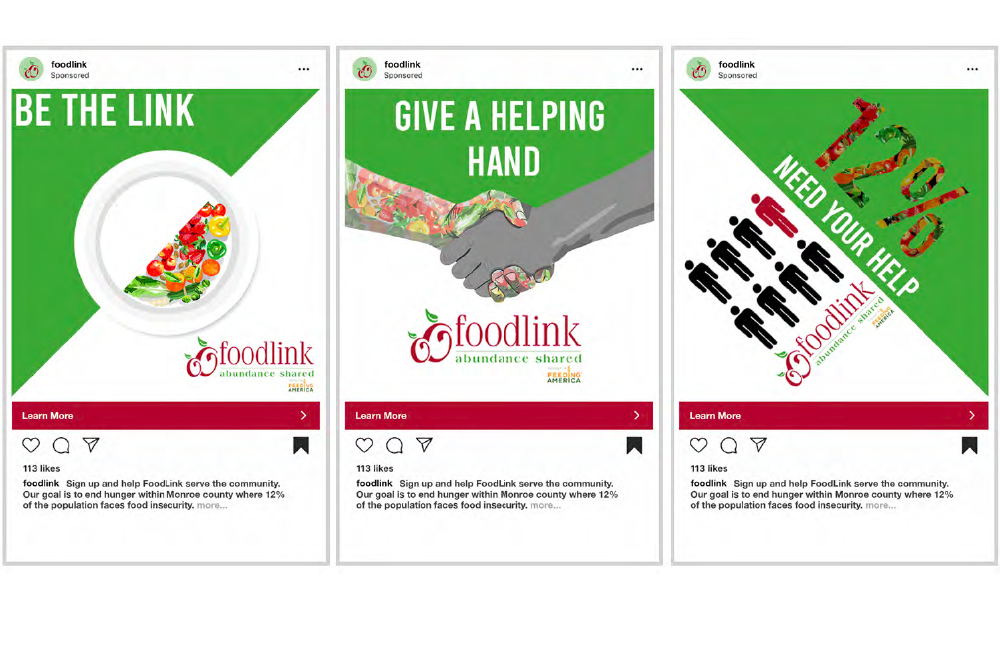 foodlink
Sponsored
BE THE LINK
foodlink
abundance shared
FEEDING
AMERICA
Learn More
113 likes
foodlink Sign up and help FoodLink serve the community.
Our goal is to end hunger within Monroe county where 12%
of the population faces food insecurity. more...
foodlink
Sponsored
GIVE A HELPING
HAND
foodlink
abundance shared
FEEDING
AMERICA
Learn More
113 likes
foodlink Sign up and help FoodLink serve the community.
Our goal is to end hunger within Monroe county where 12%
of the population faces food insecurity. more...
foodlink
Sponsored
12%
NEED YOUR HELP
foodlink
abundance shared
FEEDING
AMERICA
Learn More
113 likes
foodlink Sign up and help FoodLink serve the community.
Our goal is to end hunger within Monroe county where 12%
of the population faces food insecurity. more...